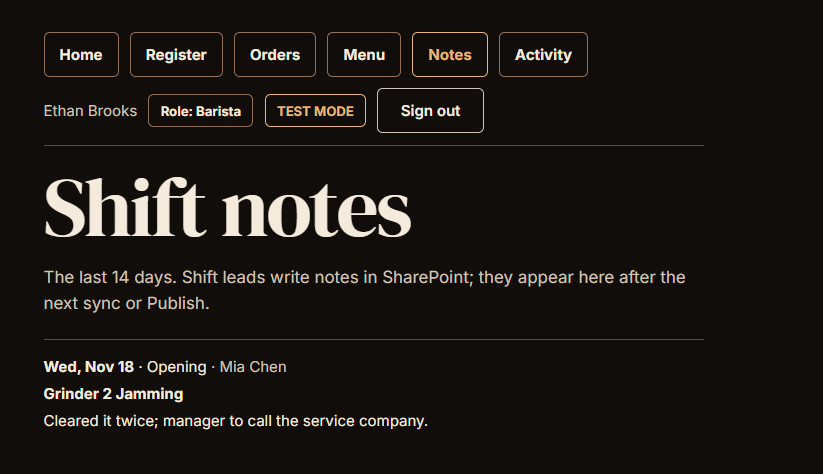 Home Register Orders Menu Notes Activity
Ethan Brooks Role: Barista TEST MODE Sign out
Shift notes
The last 14 days. Shift leads write notes in SharePoint; they appear here after the
next sync or Publish.
Wed, Nov 18 · Opening · Mia Chen
Grinder 2 Jamming
Cleared it twice; manager to call the service company.